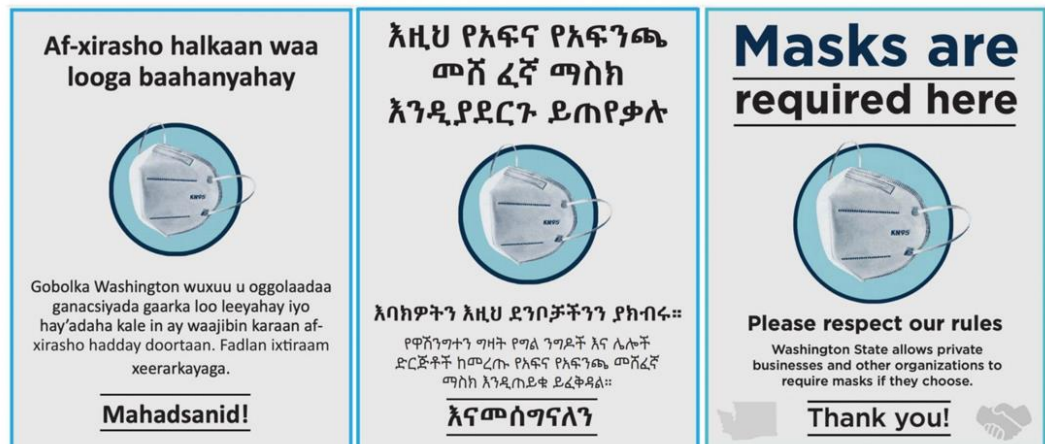 Af-xirasho halkaan waa
looga baahanyahay
KN95
Gobolka Washington wuxuu u oggolaadaa
ganacsiyada gaarka loo leeyahay iyo
hay'adaha kale in ay waajibin karaan af-
xirasho hadday doortaan. Fadlan ixtiraam
xeerarkayaga.
Mahadsanid!
እዚህ የአፍና የአፍንጫ
መሸ ፈኛ ማስክ
እንዲያደርጉ ይጠየቃሉ
KN95
እባክዎትን እዚህ ደንቦቻችንን ያክብሩ።
የዋሽንግተን ግዛት የግል ንግዶች እና ሌሎች
ድርጅቶች ከመረጡ የአፍና የአፍንጫ መሸፈኛ
ማስክ እንዲጠይቁ ይፈቅዳል።
እናመሰግናለን
Masks are
required here
KN95
Please respect our rules
Washington State allows private
businesses and other organizations to
require masks if they choose.
Thank you!